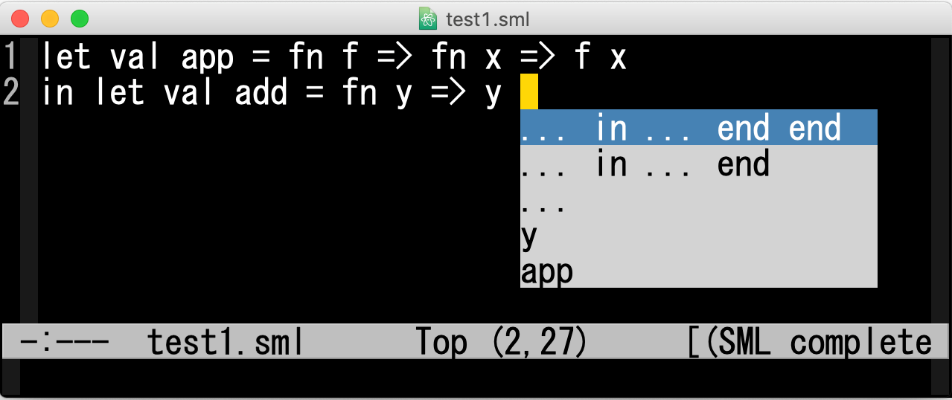 test1.sml
1 let val app = fn f => fn x => f x
2 in let val add = fn y => y
... in ... end end
... in ... end
...
y
app
-:--- test1.sml Top (2,27) [(SML complete